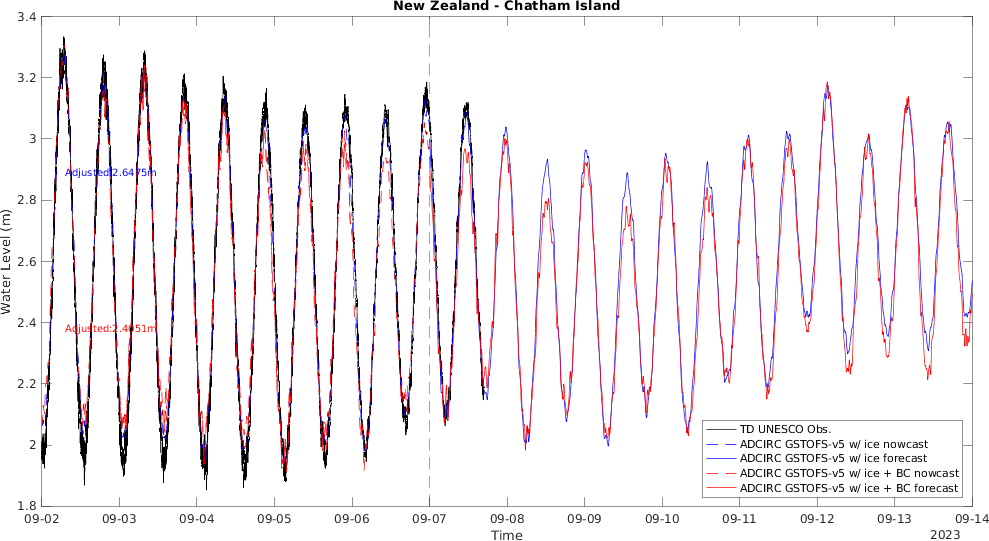 New Zealand - Chatham Island
3.4
3.2
3
2.8
2.6
2.4
2.2
2
1.8
Water Level (m)
Adjusted:2.6475m
TD UNESCO Obs.
ADCIRC GSTOFS-v5 w/ ice nowcast
ADCIRC GSTOFS-v5 w/ ice forecast
ADCIRC GSTOFS-v5 w/ ice + BC nowcast
ADCIRC GSTOFS-v5 w/ ice + BC forecast
09-02
09-03
09-04
09-05
09-06
09-07
09-08
09-09
09-10
09-11
09-12
09-13
09-14
Time
2023